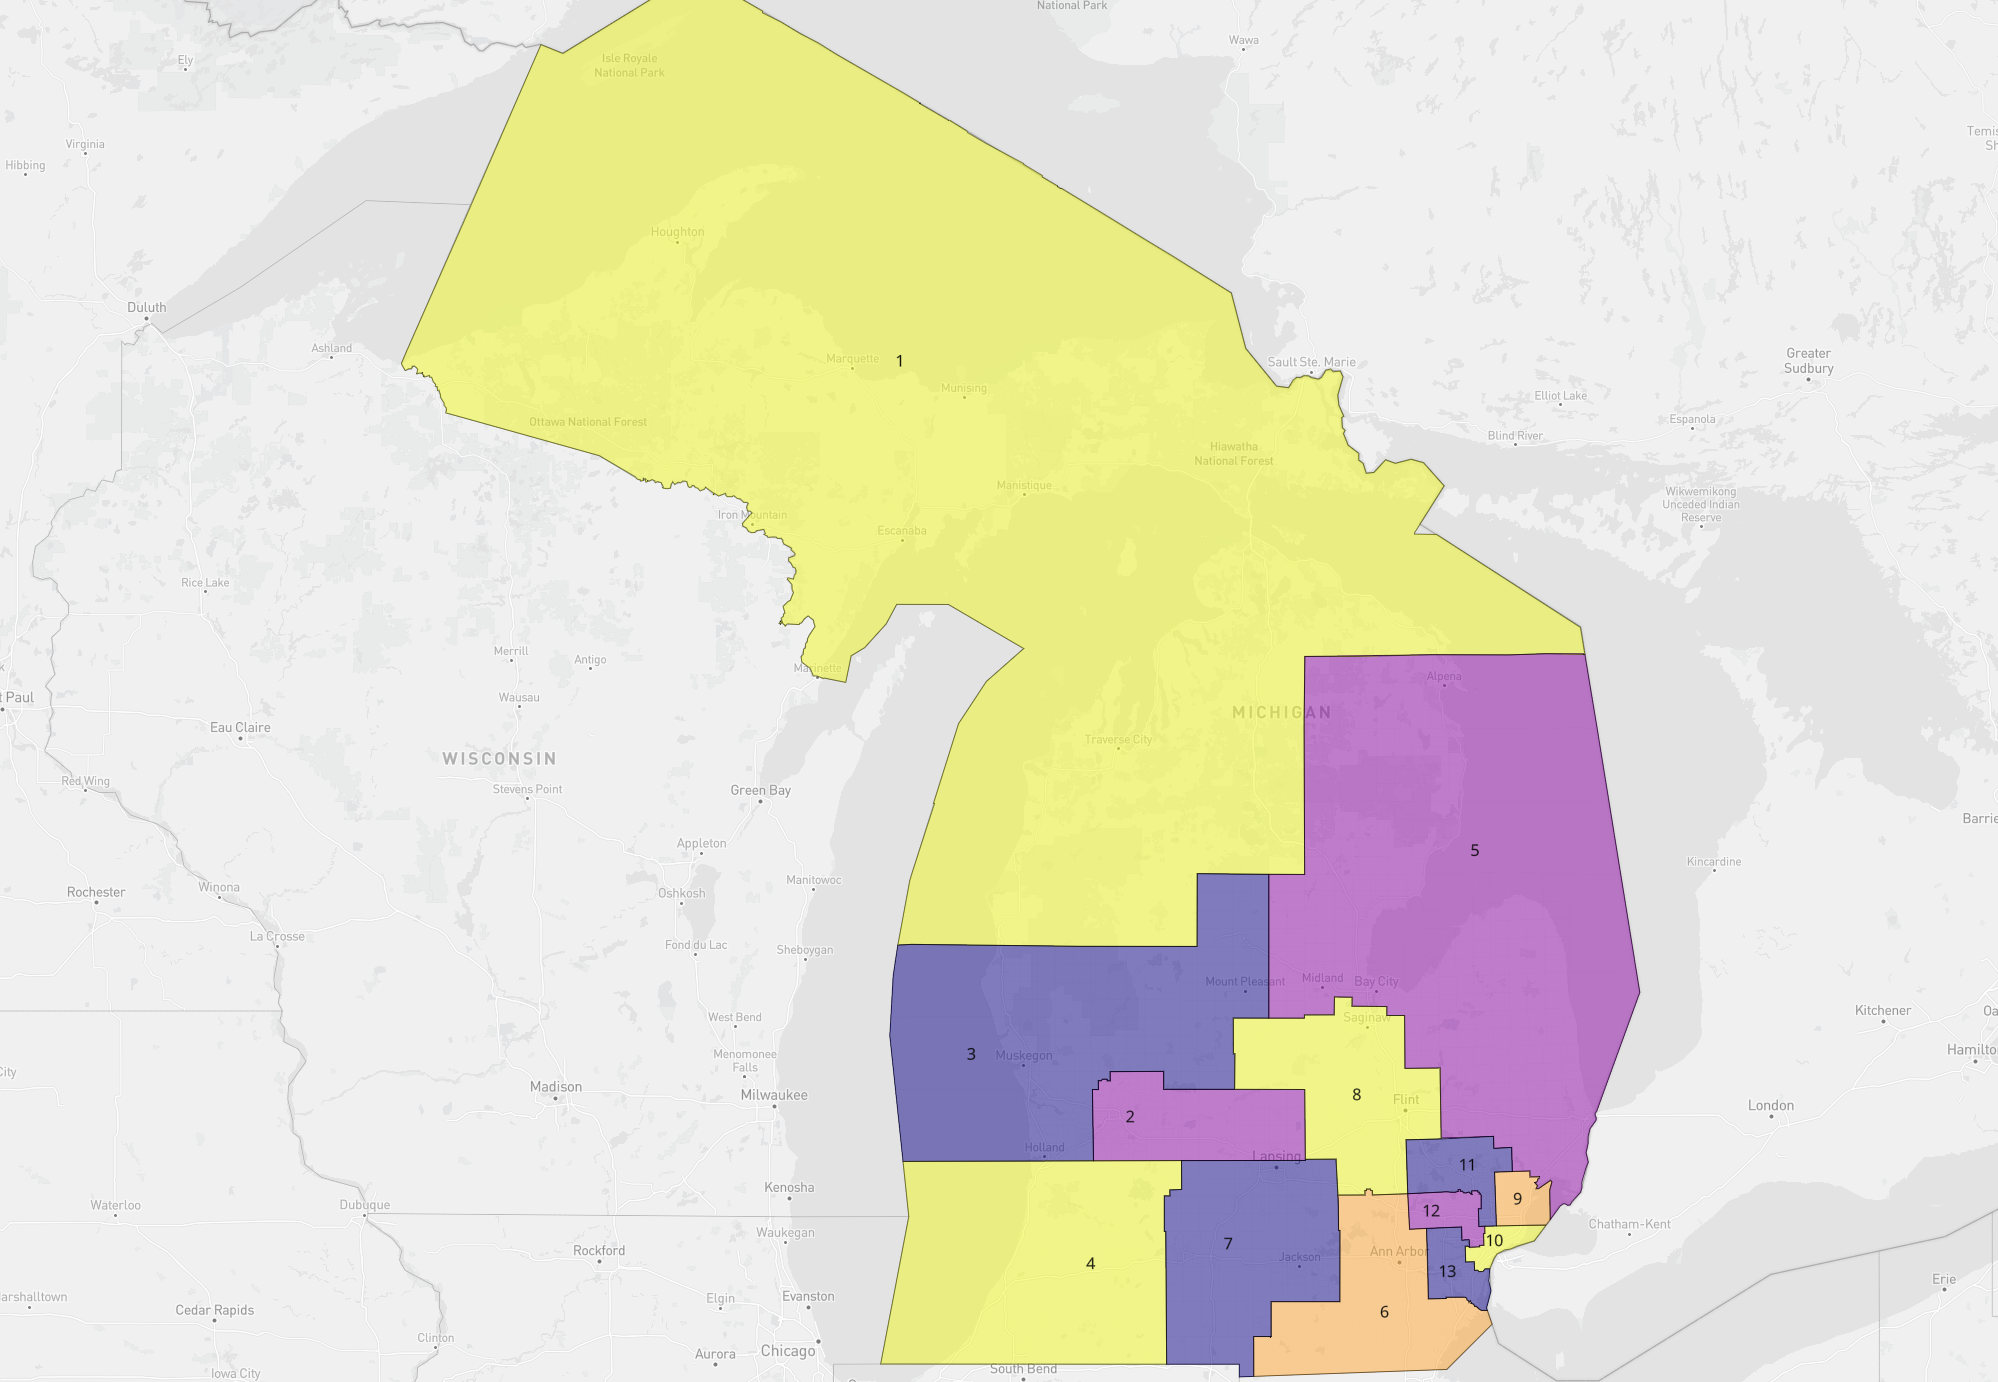 National Park
Wawa
Ely
Isle Royale
National Park
Virginia
Temis
Sh
Hibbing
Houghton
Duluth
Ashland
Marquette
1
Sault Ste. Marie
Greater
Sudbury
Munising
Elliot Lake
Ottawa National Forest
Espanola
Blind River
Hiawatha
National Forest
Manistique
Wikwemikong
Unceded Indian
Reserve
Iron Mountain
Escanaba
Rice Lake
Merrill
Antigo
Marinette
t Paul
Wausau
Alpena
MICHIGAN
Eau Claire
Traverse City
WISCONSIN
Red Wing
Stevens Point
Green Bay
Barrie
Appleton
5
Kincardine
Rochester
Winona
Oshkosh
Manitowoc
La Crosse
Fond du Lac
Sheboygan
Mount Pleasant
Midland
Bay City
West Bend
Saginaw
Kitchener
Oa
Menomonee
Falls
3
Muskegon
Hamilto
City
Madison
Milwaukee
8
Flint
London
2
Holland
Lansing
11
Kenosha
9
Waterloo
Dubuque
12
Chatham-Kent
Waukegan
10
Rockford
7
Ann Arbor
4
Jackson
13
Erie
arshalltown
Cedar Rapids
Elgin
Evanston
6
Clinton
Aurora
Chicago
South Bend
Iowa City